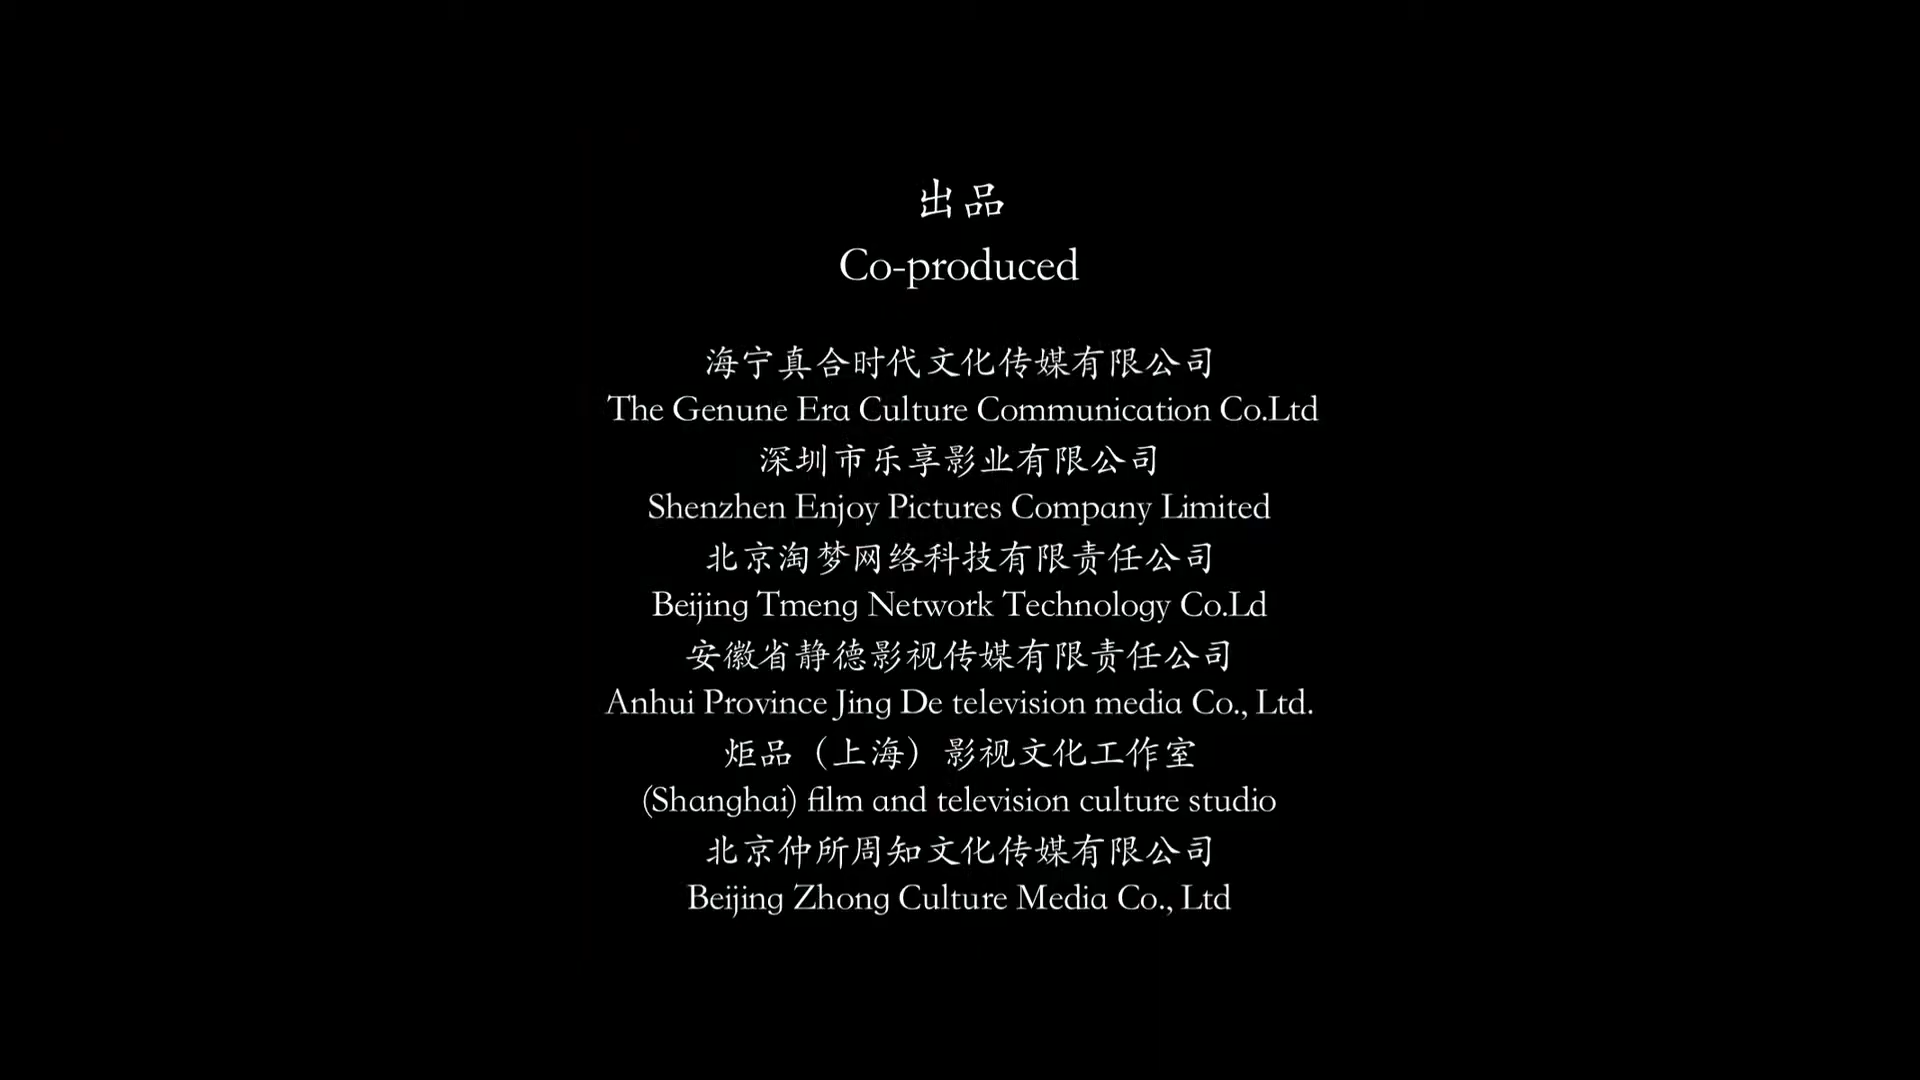 出品
Co-produced
海宁真合时代文化传媒有限公司
The Genune Era Culture Communication Co.Ltd
深圳市乐享影业有限公司
Shenzhen Enjoy Pictures Company Limited
北京淘梦网络科技有限责任公司
Beijing Tmeng Network Technology Co.Ld
安徽省静德影视传媒有限责任公司
Anhui Province Jing De television media Co., Ltd.
炬品（上海）影视文化工作室
(Shanghai) film and television culture studio
北京仲所周知文化传媒有限公司
Beijing Zhong Culture Media Co., Ltd